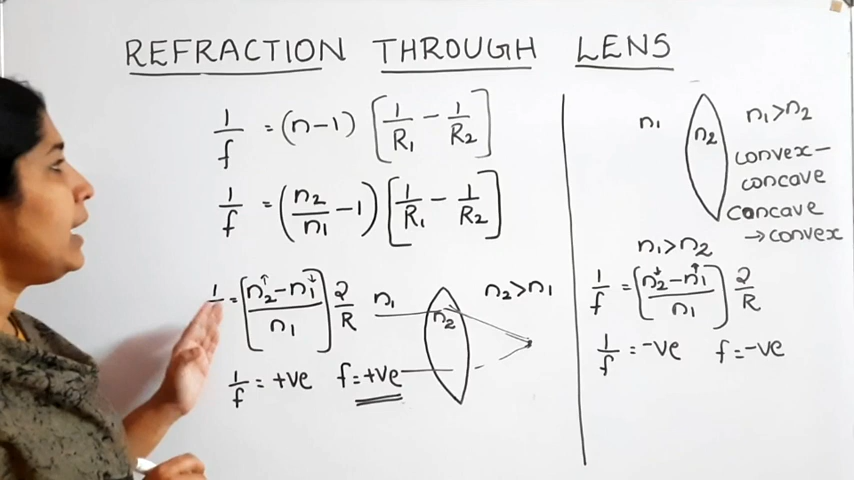 REFRACTION THROUGH LENS
1/f = (n-1) [1/R₁ - 1/R₂]
1/f = (n₂/n₁ - 1) [1/R₁ - 1/R₂]
1/f = [(n₂↑ - n₁↓)/n₁] 2/R
n₁
n₂
n₂>n₁
1/f = +ve f = +ve
n₁
n₂
n₁>n₂
convex-
concave
concave
→convex
n₁>n₂
1/f = [(n₂↓ - n₁↑)/n₁] 2/R
1/f = -ve f = -ve